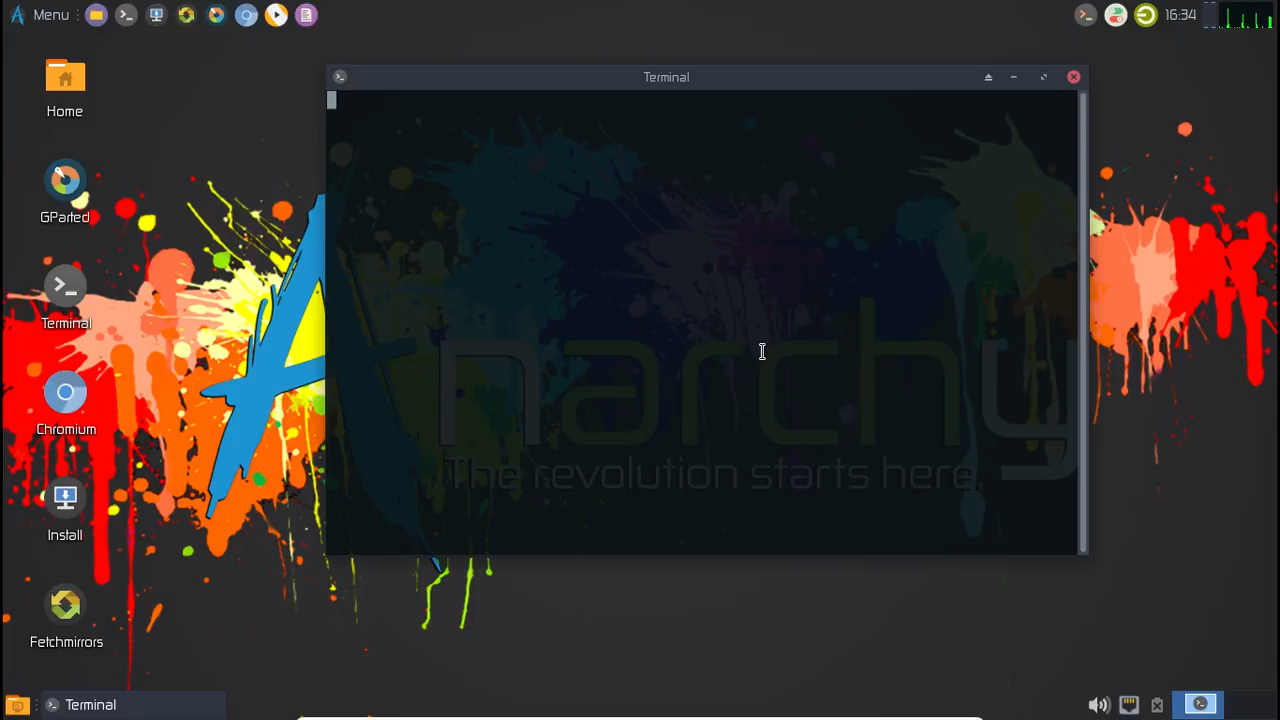 Menu
16:34
Home
GParted
Terminal
Chromium
Install
Fetchmirrors
Terminal
narchy
The revolution starts here.
Terminal